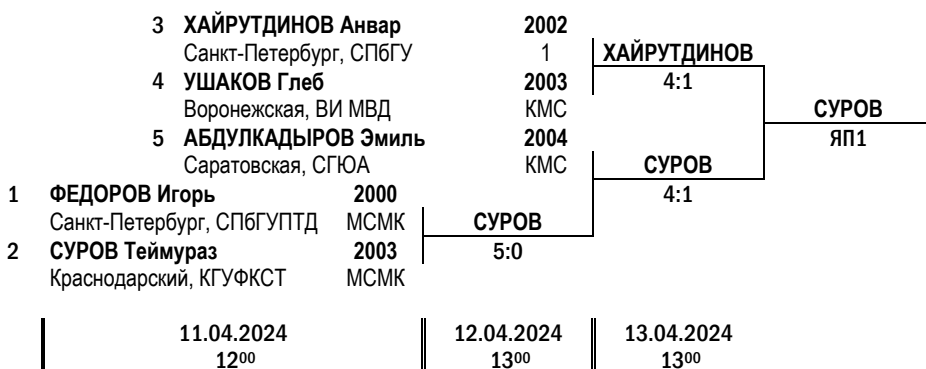 3 ХАЙРУТДИНОВ Анвар 2002
Санкт-Петербург, СПбГУ 1 ХАЙРУТДИНОВ
4 УШАКОВ Глеб 2003 4:1
Воронежская, ВИ МВД КМС СУРОВ
5 АБДУЛКАДЫРОВ Эмиль 2004 ЯП1
Саратовская, СГЮА КМС СУРОВ
1 ФЕДОРОВ Игорь 2000 4:1
Санкт-Петербург, СПбГУПТД МСМК СУРОВ
2 СУРОВ Теймураз 2003 5:0
Краснодарский, КГУФКСТ МСМК
11.04.2024 12.04.2024 13.04.2024
12⁰⁰ 13⁰⁰ 13⁰⁰